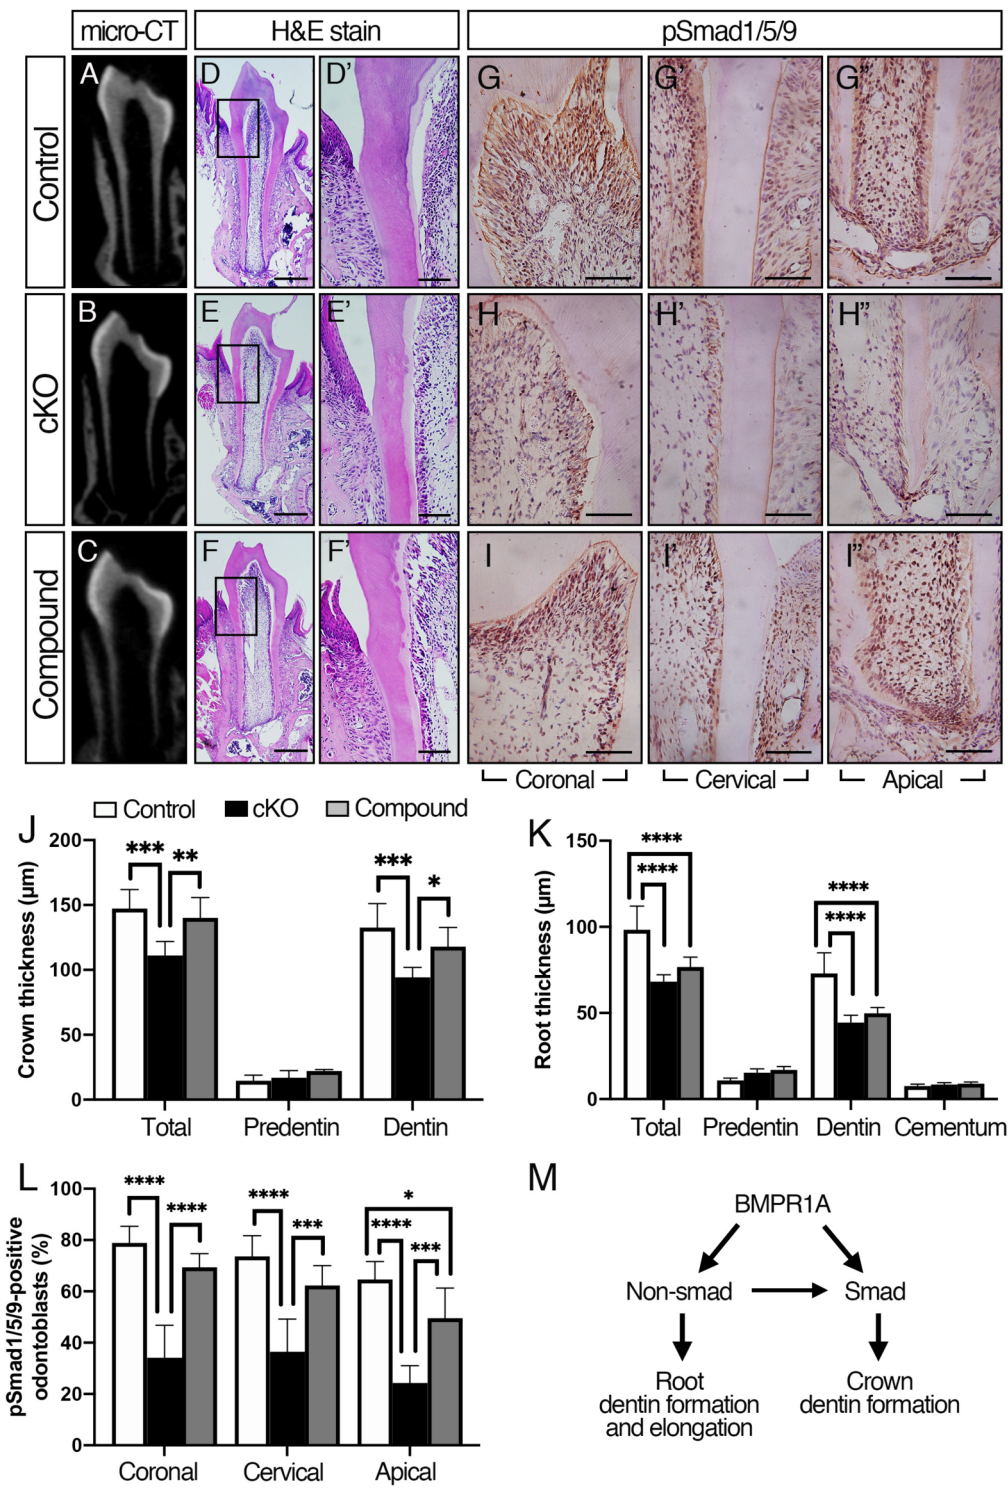 micro-CT
H&E stain
pSmad1/5/9
Control
A
D
D'
G
G'
G"
cKO
B
E
E'
H
H'
H"
Compound
C
F
F'
I
I'
I"
Coronal
Cervical
Apical
Control
cKO
Compound
J
Crown thickness (μm)
200
150
100
50
0
*** **
*** *
Total
Predentin
Dentin
K
Root thickness (μm)
150
100
50
0
****
****
****
****
Total
Predentin
Dentin
Cementum
L
pSmad1/5/9-positive
odontoblasts (%)
100
80
60
40
20
0
**** ****
**** ***
*
**** ***
Coronal
Cervical
Apical
M
BMPR1A
Non-smad
Smad
Root
dentin formation
and elongation
Crown
dentin formation